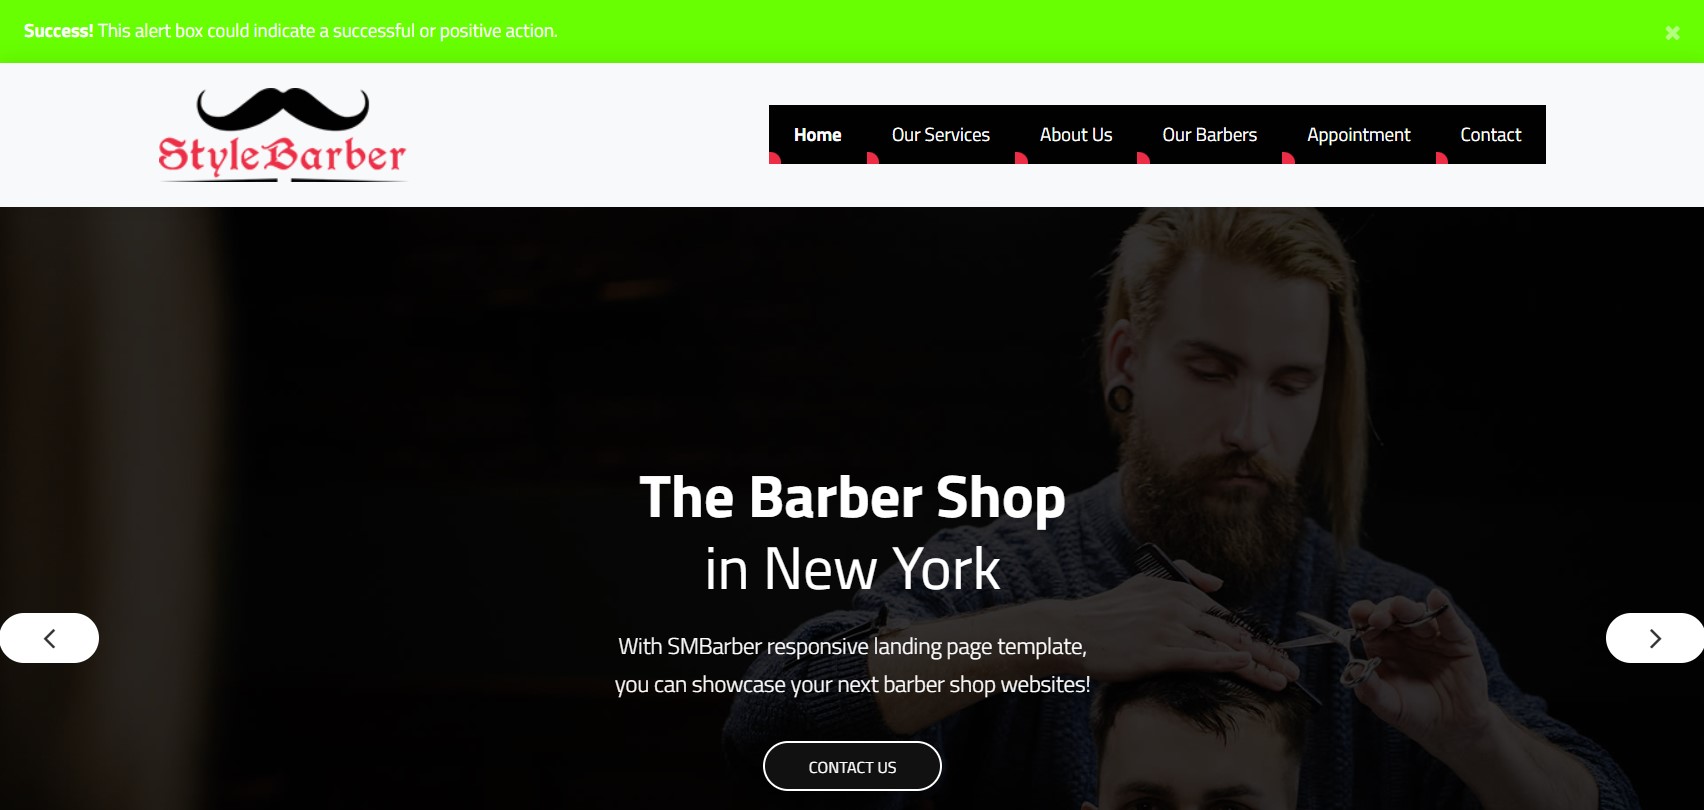 Success! This alert box could indicate a successful or positive action.
StyleBarber
Home Our Services About Us Our Barbers Appointment Contact
The Barber Shop
in New York
With SMBarber responsive landing page template,
you can showcase your next barber shop websites!
CONTACT US